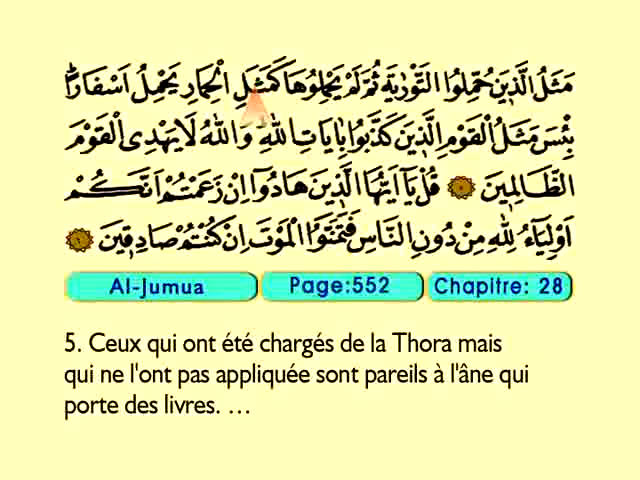 مَثَلُ الَّذ۪ينَ حُمِّلُوا التَّوْرٰيةَ ثُمَّ لَمْ يَحْمِلُوهَا كَمَثَلِ الْحِمَارِ يَحْمِلُ اَسْفَارًاۜ
بِئْسَ مَثَلُ الْقَوْمِ الَّذ۪ينَ كَذَّبُوا بِاٰيَاتِ اللّٰهِۜ وَاللّٰهُ لَا يَهْدِى الْقَوْمَ
الظَّالِم۪ينَ ٥ قُلْ يَٓا اَيُّهَا الَّذ۪ينَ هَادُٓوا اِنْ زَعَمْتُمْ اَنَّكُمْ
اَوْلِيَٓاءُ لِلّٰهِ مِنْ دُونِ النَّاسِ فَتَمَنَّوُا الْمَوْتَ اِنْ كُنْتُمْ صَادِق۪ينَ ٦
Al-Jumua Page:552 Chapitre: 28
5. Ceux qui ont été chargés de la Thora mais
qui ne l'ont pas appliquée sont pareils à l'âne qui
porte des livres. …